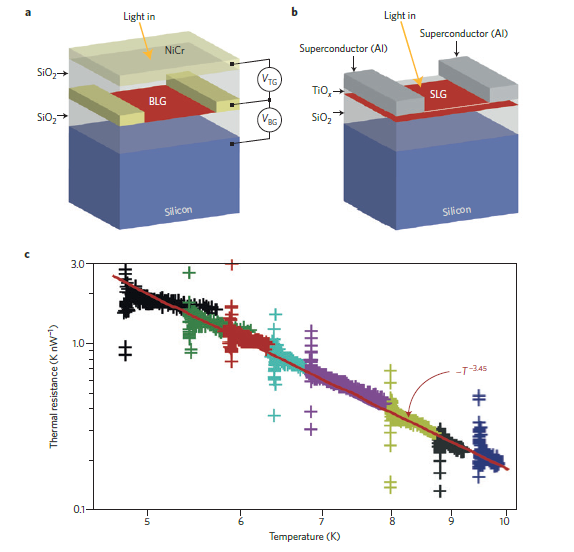 a
Light in
NiCr
SiO₂
BLG
SiO₂
V_TG
V_BG
Silicon
b
Light in
Superconductor (Al)
Superconductor (Al)
TiOₓ
SLG
SiO₂
Silicon
c
Thermal resistance (K nW⁻¹)
3.0
1.0
0.1
~T⁻³·⁴⁵
5
6
7
8
9
10
Temperature (K)